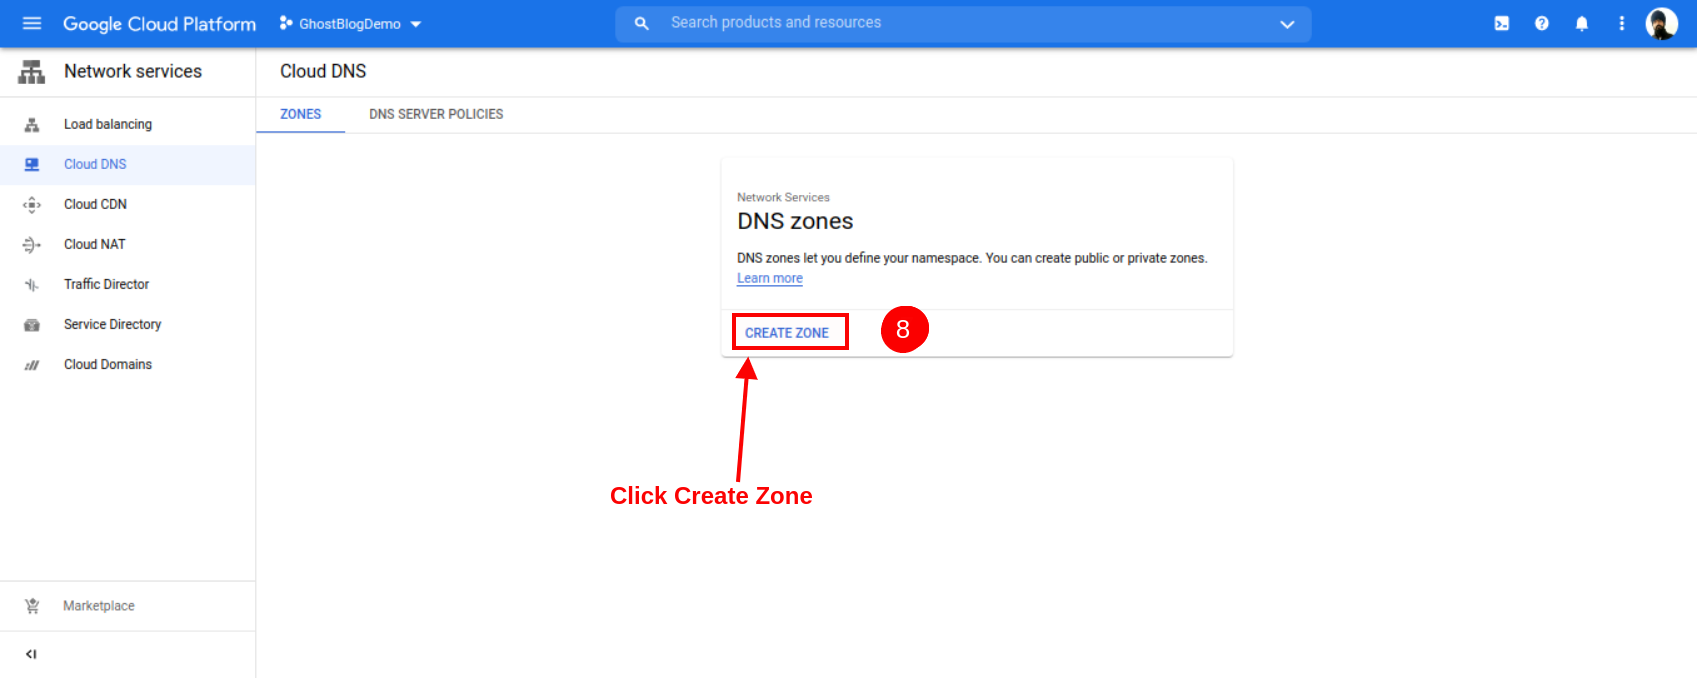 Google Cloud Platform
GhostBlogDemo
Search products and resources
Network services
Cloud DNS
Load balancing
Cloud DNS
Cloud CDN
Cloud NAT
Traffic Director
Service Directory
Cloud Domains
Marketplace
ZONES
DNS SERVER POLICIES
Network Services
DNS zones
DNS zones let you define your namespace. You can create public or private zones.
Learn more
CREATE ZONE
8
Click Create Zone